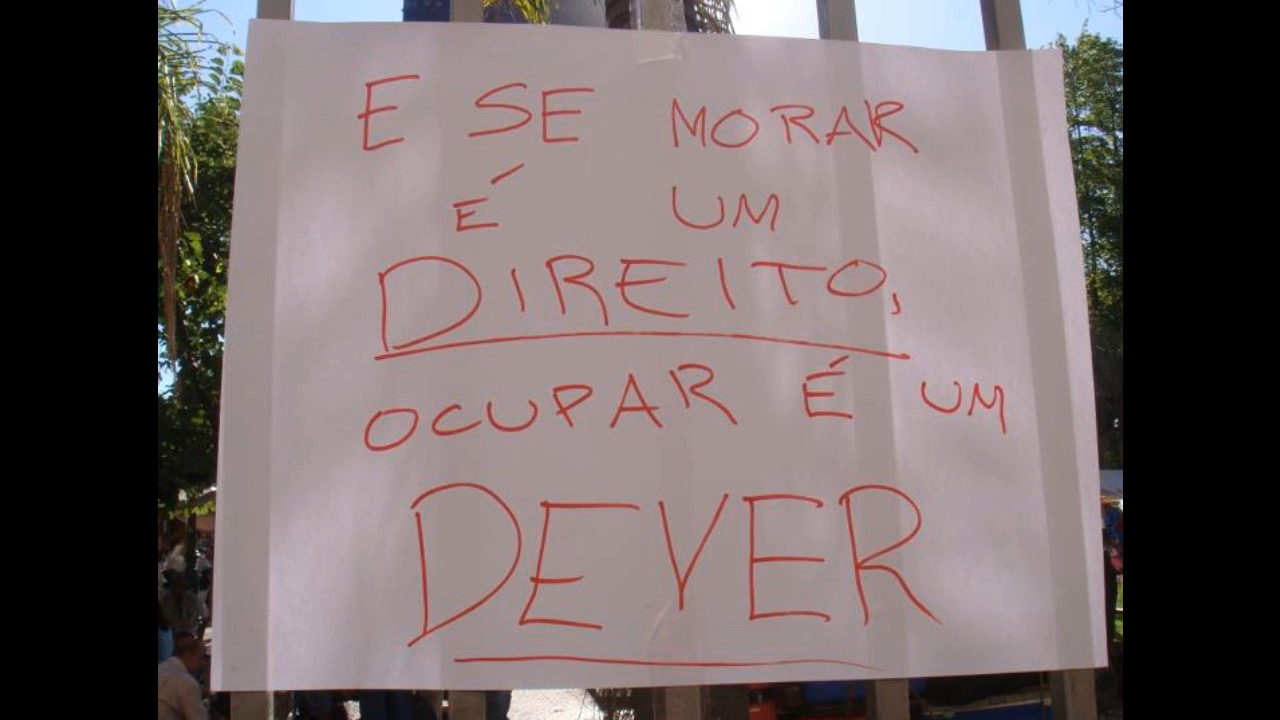 E SE MORAR
É UM
DIREITO,
OCUPAR É UM
DEVER